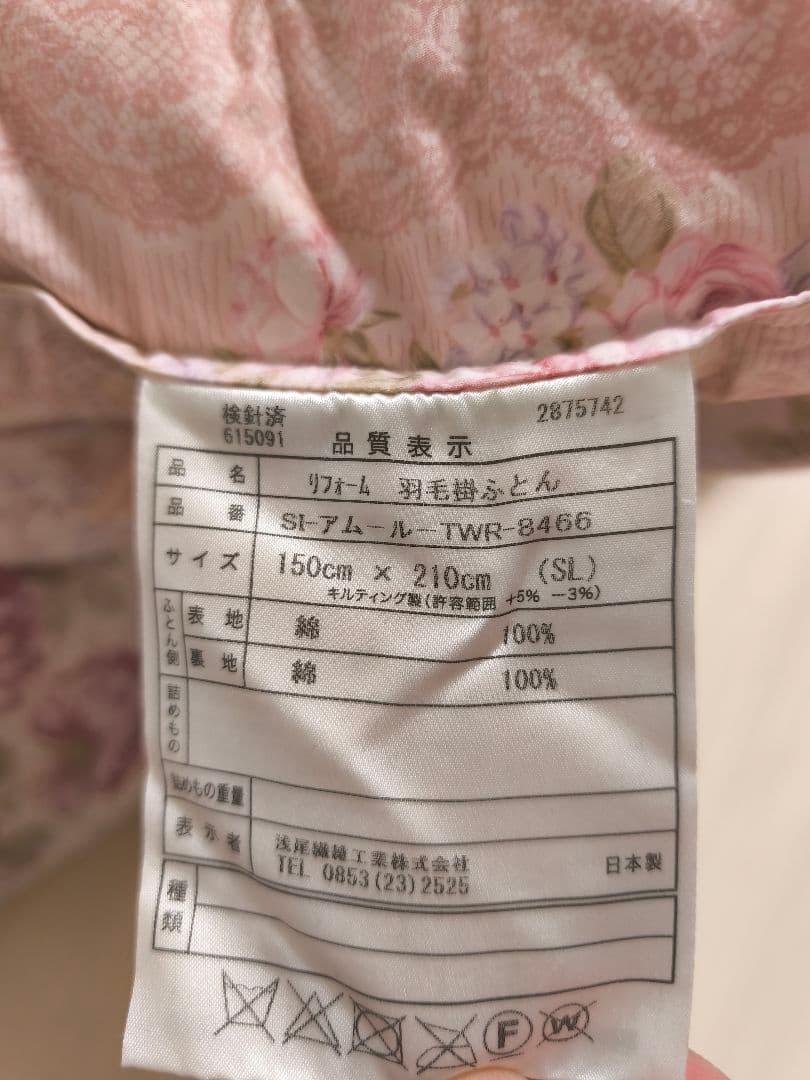 検針済
615091
2875742
品質表示
品名 リフォーム 羽毛掛ふとん
品番 SI-アムールーTWR-8466
サイズ 150cm × 210cm (SL)
キルティング製(許容範囲 +5% -3%)
ふとん側 表地 綿 100%
裏地 綿 100%
詰めもの
詰めもの重量
表示者 浅尾繊維工業株式会社
TEL 0853(23)2525
日本製
種類
F
W